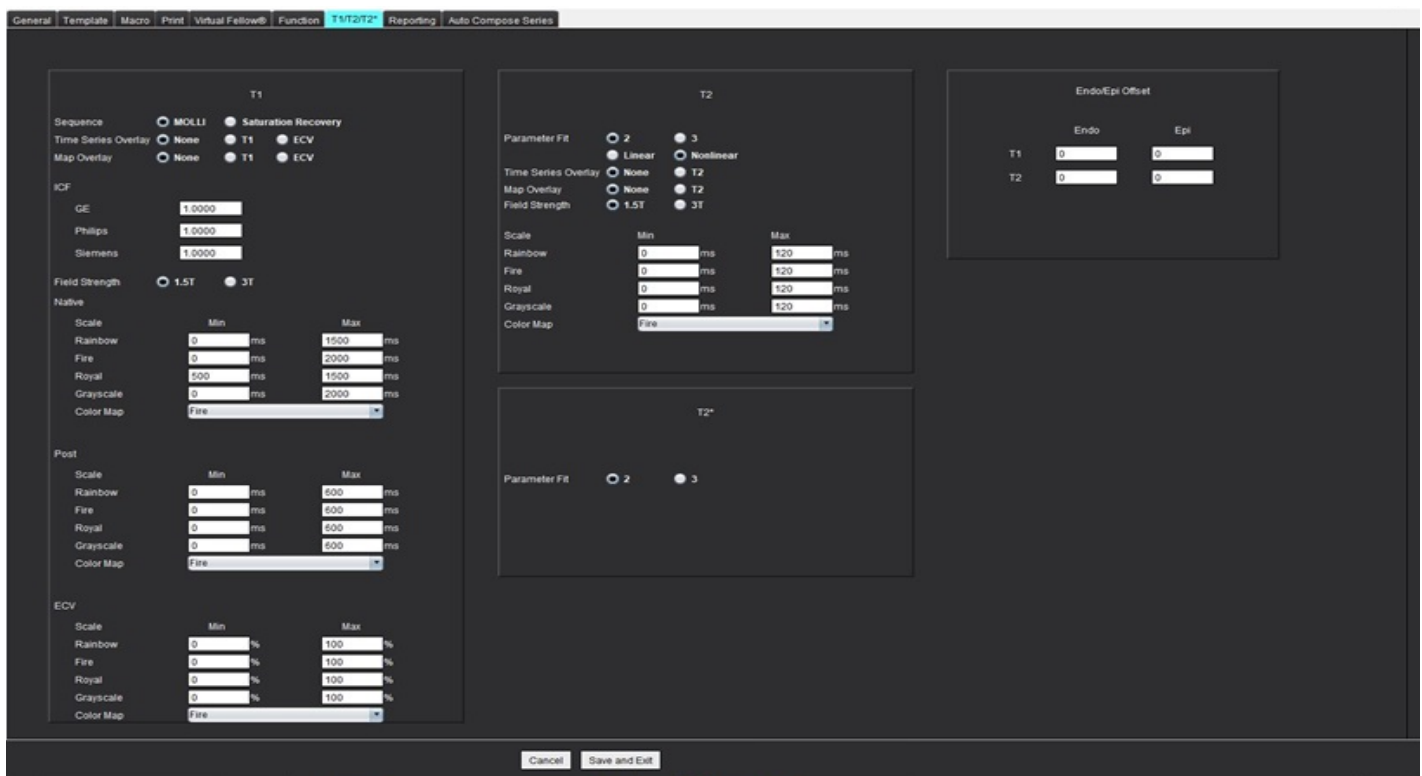 General Template Macro Print Virtual Fellow® Function T1/T2/T2* Reporting Auto Compose Series
T1
Sequence MOLLI Saturation Recovery
Time Series Overlay None T1 ECV
Map Overlay None T1 ECV
ICF
GE 1.0000
Philips 1.0000
Siemens 1.0000
Field Strength 1.5T 3T
Native
Scale Min Max
Rainbow 0 ms 1500 ms
Fire 0 ms 2000 ms
Royal 500 ms 1500 ms
Grayscale 0 ms 2000 ms
Color Map Fire
Post
Scale Min Max
Rainbow 0 ms 600 ms
Fire 0 ms 600 ms
Royal 0 ms 600 ms
Grayscale 0 ms 600 ms
Color Map Fire
ECV
Scale Min Max
Rainbow 0 % 100 %
Fire 0 % 100 %
Royal 0 % 100 %
Grayscale 0 % 100 %
Color Map Fire
T2
Parameter Fit 2 3
Linear Nonlinear
Time Series Overlay None T2
Map Overlay None T2
Field Strength 1.5T 3T
Scale Min Max
Rainbow 0 ms 120 ms
Fire 0 ms 120 ms
Royal 0 ms 120 ms
Grayscale 0 ms 120 ms
Color Map Fire
T2*
Parameter Fit 2 3
Endo/Epi Offset
Endo Epi
T1 0 0
T2 0 0
Cancel Save and Exit